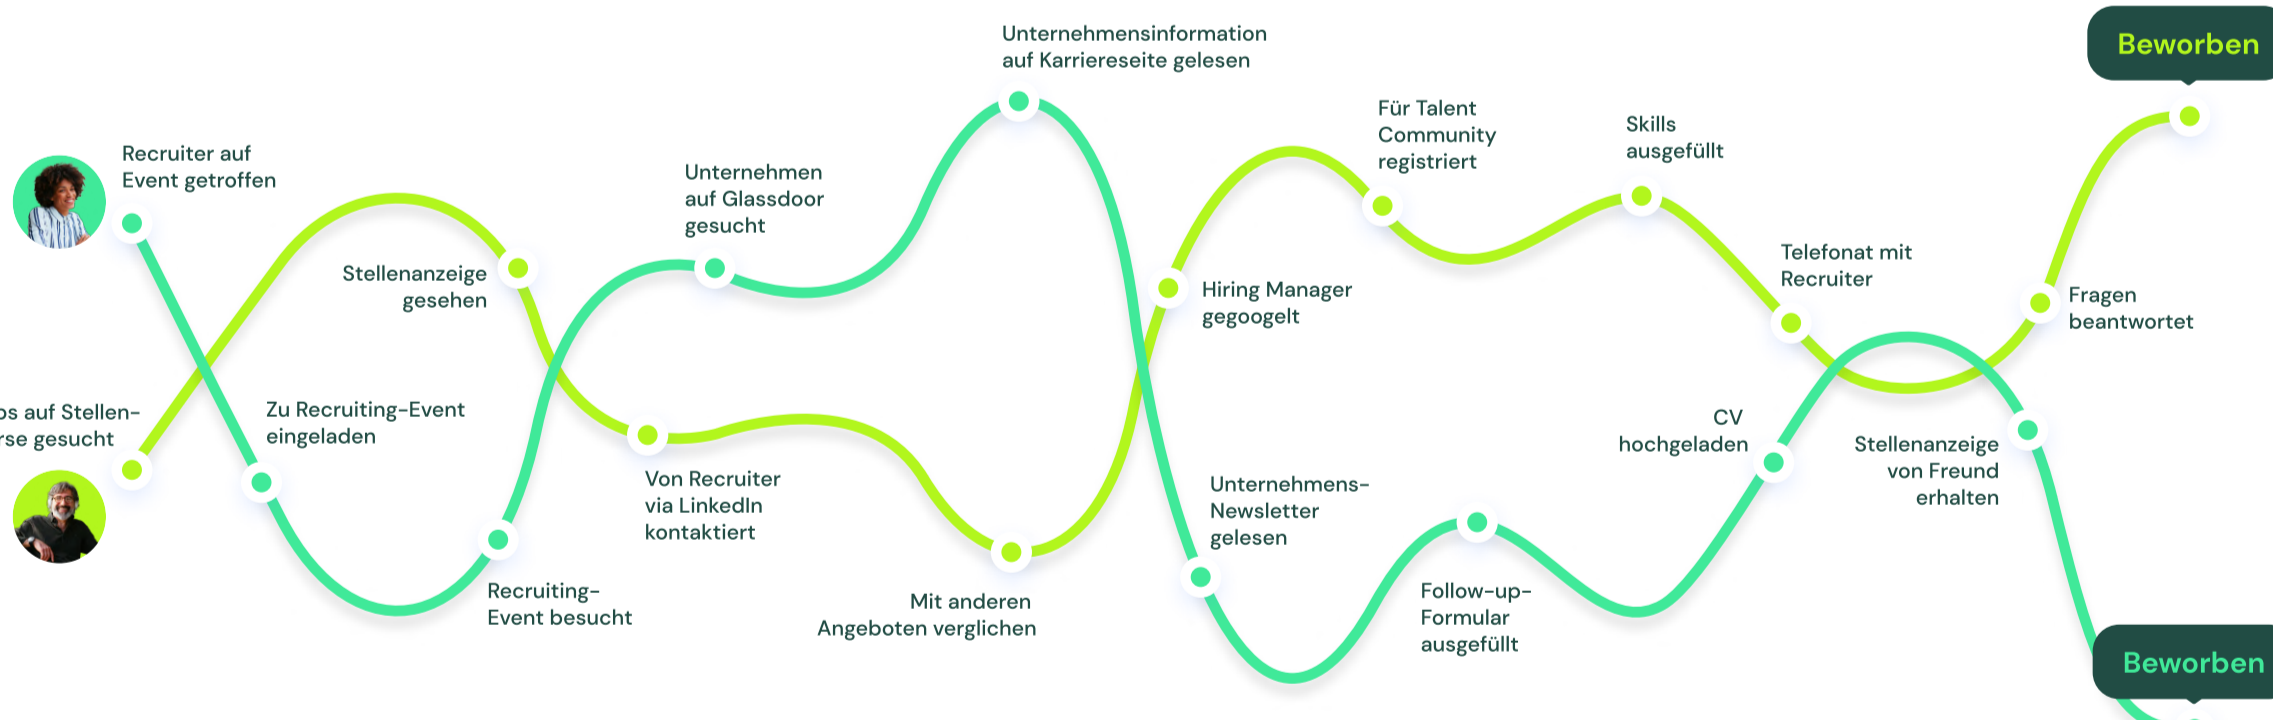 Unternehmensinformation
auf Karriereseite gelesen
Beworben
Recruiter auf
Event getroffen
Unternehmen
auf Glassdoor
gesucht
Für Talent
Community
registriert
Skills
ausgefüllt
Stellenanzeige
gesehen
Hiring Manager
gegoogelt
Telefonat mit
Recruiter
Fragen
beantwortet
auf Stellen-
gesucht
Zu Recruiting-Event
eingeladen
Von Recruiter
via LinkedIn
kontaktiert
Unternehmens-
Newsletter
gelesen
CV
hochgeladen
Stellenanzeige
von Freund
erhalten
Recruiting-
Event besucht
Mit anderen
Angeboten verglichen
Follow-up-
Formular
ausgefüllt
Beworben